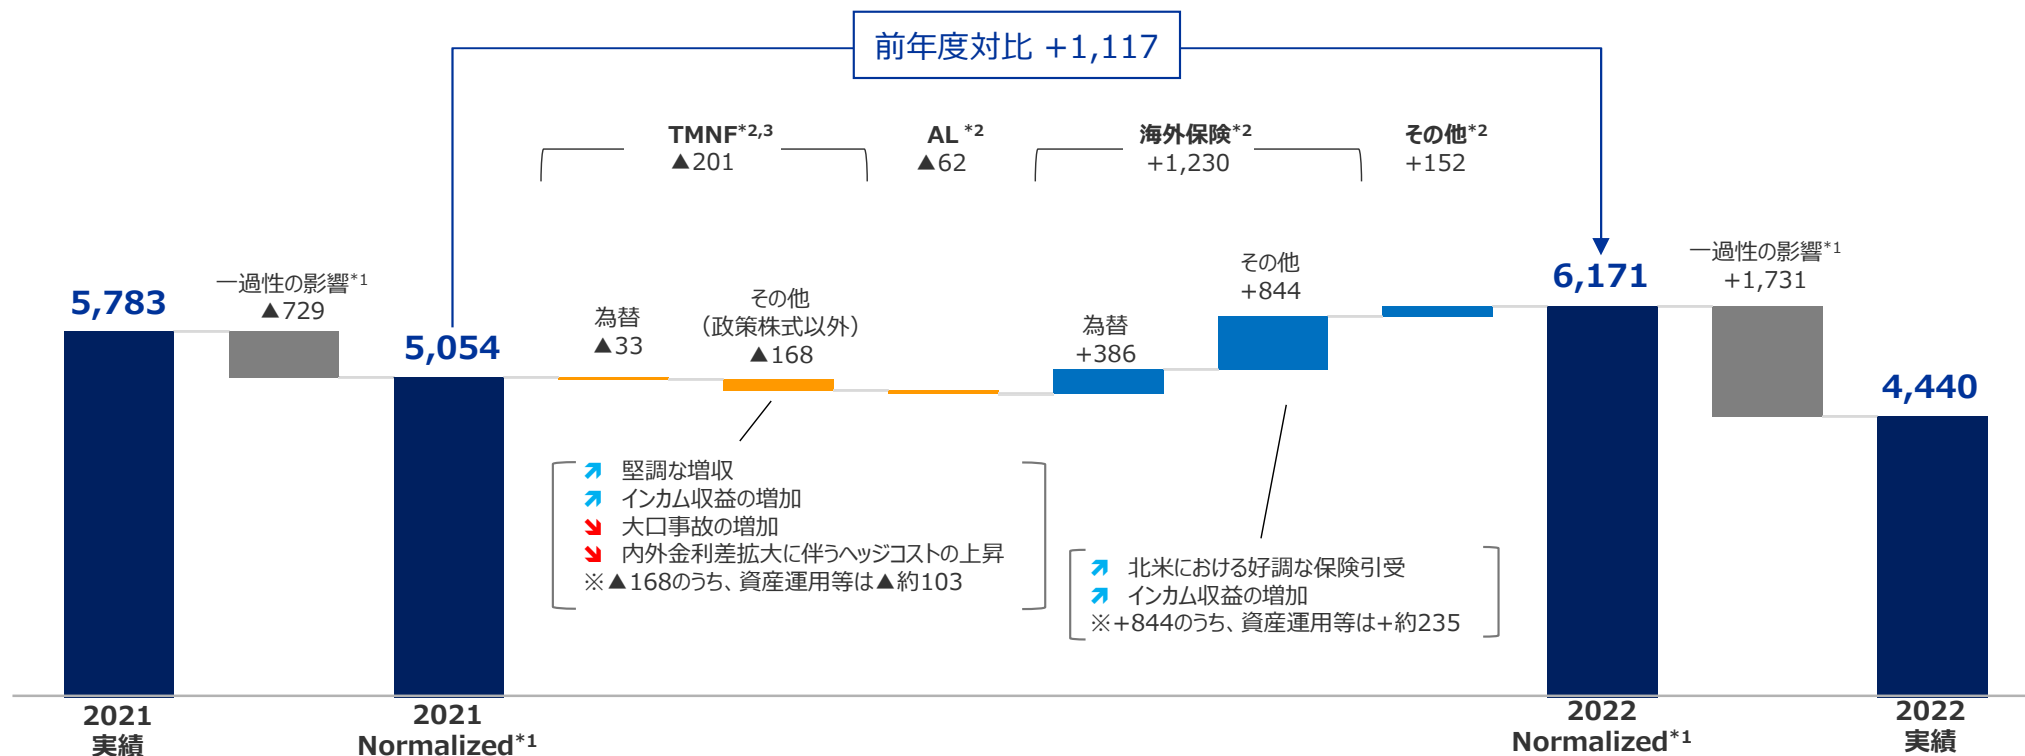 前年度対比 +1,117
TMNF*2,3
▲201
AL *2
▲62
海外保険*2
+1,230
その他*2
+152
5,783
一過性の影響*1
▲729
5,054
為替
▲33
その他
（政策株式以外）
▲168
為替
+386
その他
+844
6,171
一過性の影響*1
+1,731
4,440
堅調な増収
インカム収益の増加
大口事故の増加
内外金利差拡大に伴うヘッジコストの上昇
※▲168のうち、資産運用等は▲約103
北米における好調な保険引受
インカム収益の増加
※+844のうち、資産運用等は+約235
2021
実績
2021
Normalized*1
2022
Normalized*1
2022
実績